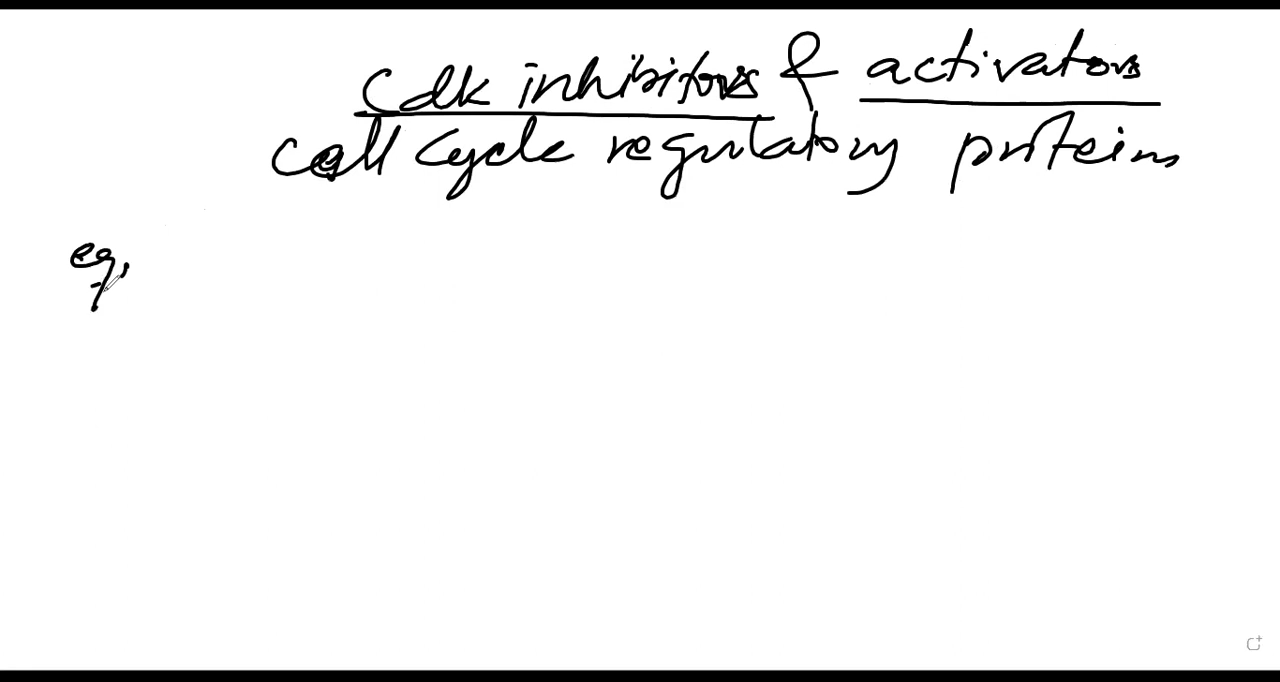 Cdk inhibitors & activators
Cell cycle regulatory proteins
eg,